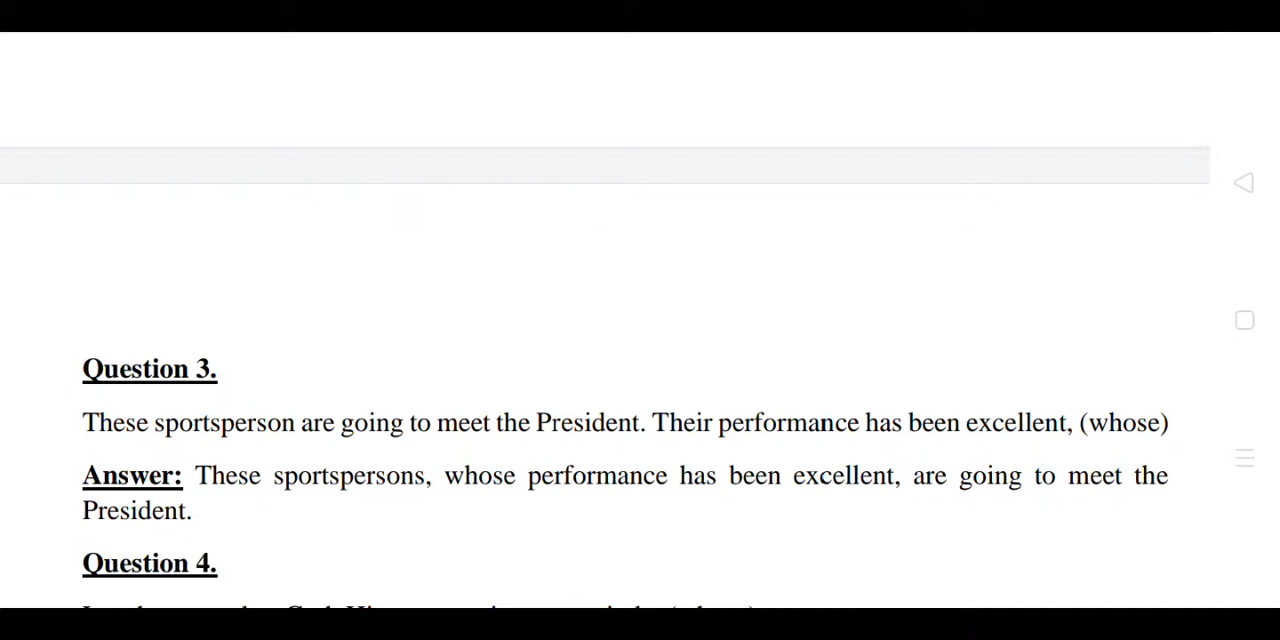 Question 3.
These sportsperson are going to meet the President. Their performance has been excellent, (whose)
Answer: These sportspersons, whose performance has been excellent, are going to meet the
President.
Question 4.